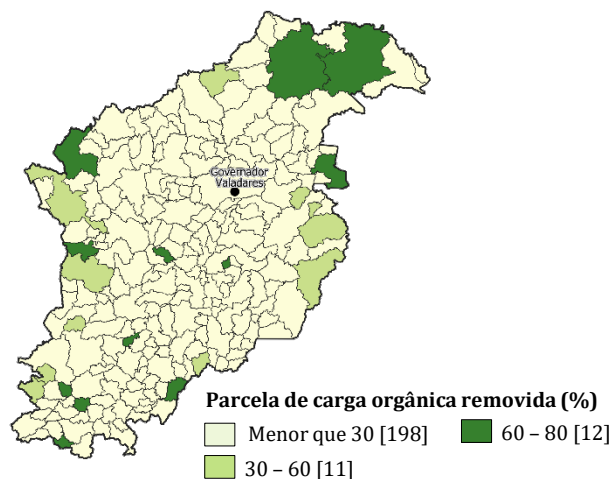 Governador
Valadares
Parcela de carga orgânica removida (%)
Menor que 30 [198]
60 – 80 [12]
30 – 60 [11]